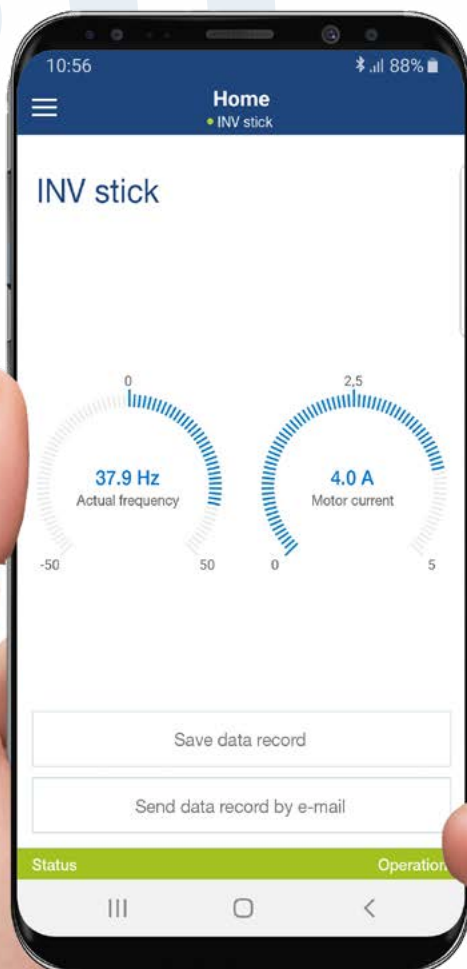 10:56 88%
Home
INV stick
INV stick
0 2,5
37.9 Hz 4.0 A
Actual frequency Motor current
-50 50 0 5
Save data record
Send data record by e-mail
Status Operation